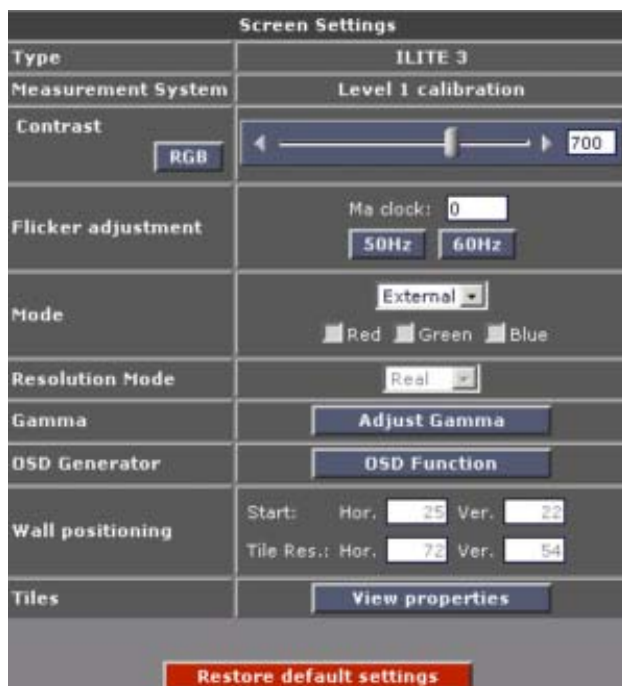 Screen Settings
Type ILITE 3
Measurement System Level 1 calibration
Contrast
RGB 700
Flicker adjustment
Ma clock: 0
50Hz 60Hz
Mode
External
Red Green Blue
Resolution Mode Real
Gamma Adjust Gamma
OSD Generator OSD Function
Wall positioning
Start: Hor. 25 Ver. 22
Tile Res.: Hor. 72 Ver. 54
Tiles View properties
Restore default settings